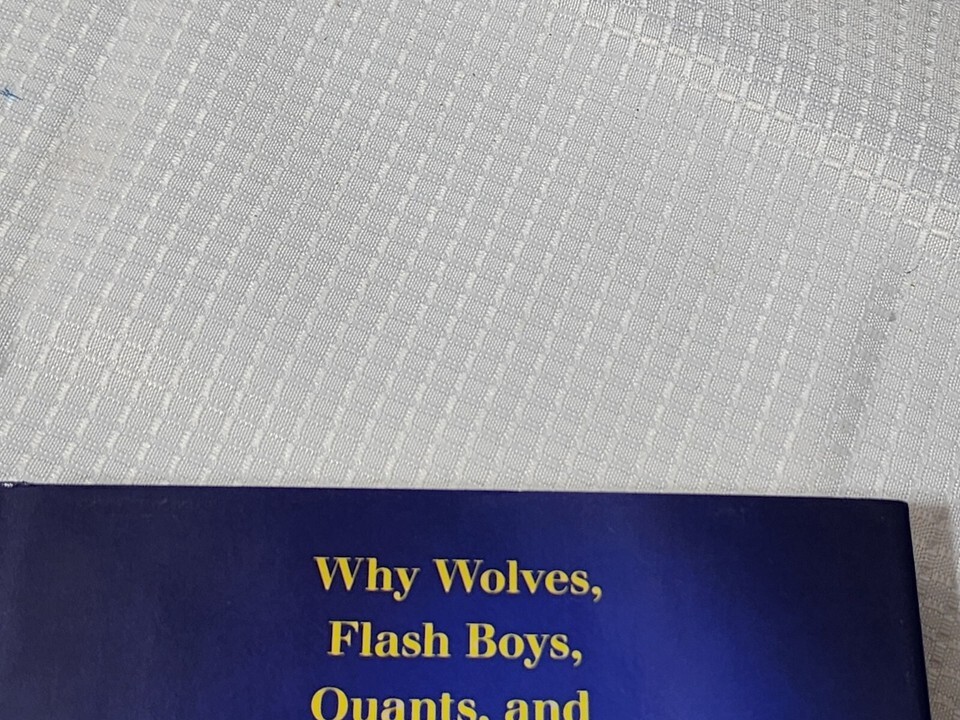 Why Wolves,
Flash Boys,
Quants, and